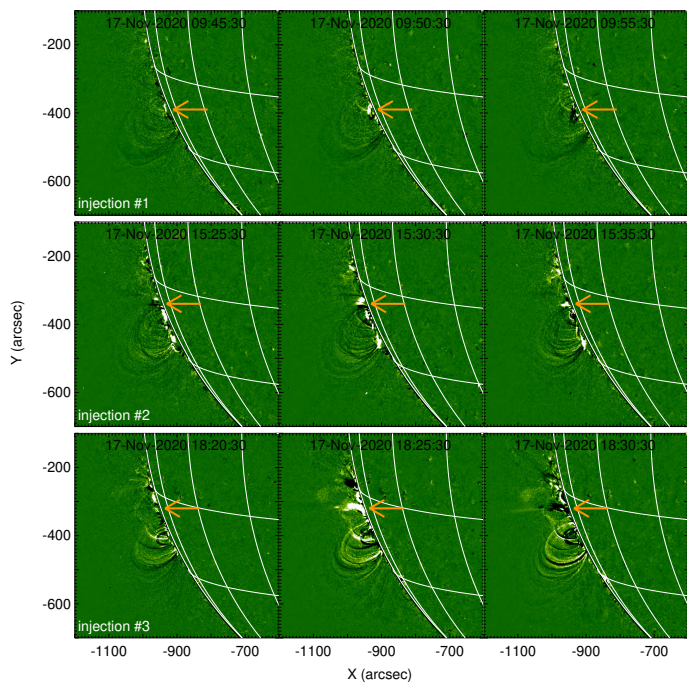 17-Nov-2020 09:45:30 17-Nov-2020 09:50:30 17-Nov-2020 09:55:30
-200
-400
-600
injection #1
17-Nov-2020 15:25:30 17-Nov-2020 15:30:30 17-Nov-2020 15:35:30
-200
-400
-600
injection #2
Y (arcsec)
17-Nov-2020 18:20:30 17-Nov-2020 18:25:30 17-Nov-2020 18:30:30
-200
-400
-600
injection #3
-1100 -900 -700 -1100 -900 -700 -1100 -900 -700
X (arcsec)